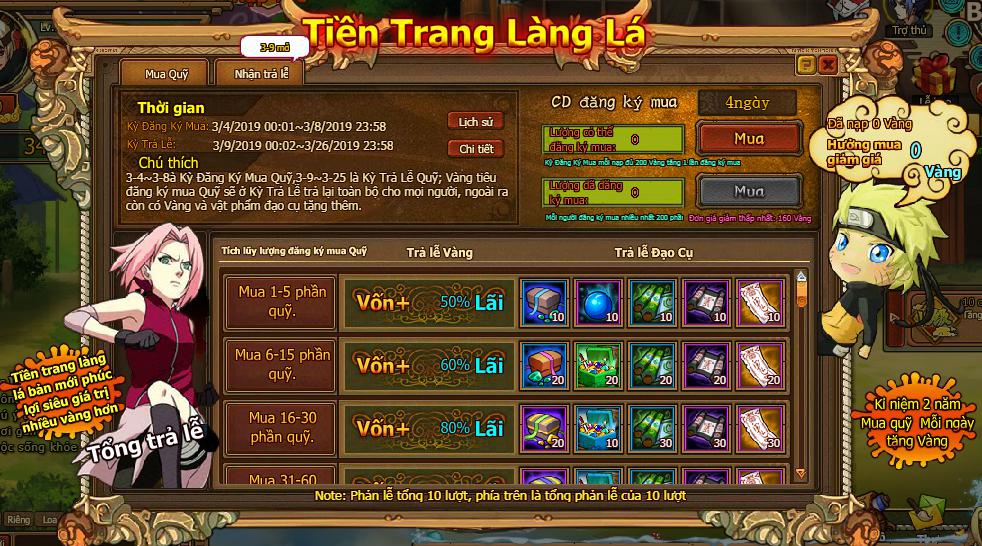 Tiền Trang Làng Lá
3-9 mở
Mua Quỹ
Nhận trả lễ
Trợ thủ
Thời gian
Kỳ Đăng Ký Mua: 3/4/2019 00:01~3/8/2019 23:58
Lịch sử
Kỳ Trả Lễ: 3/9/2019 00:02~3/26/2019 23:58
Chi tiết
Chú thích
3-4~3-8à Kỳ Đăng Ký Mua Quỹ,3-9~3-25 là Kỳ Trả Lễ Quỹ; Vàng tiêu
đăng ký mua Quỹ sẽ ở Kỳ Trả Lễ trả lại toàn bộ cho mọi người, ngoài ra
còn có Vàng và vật phẩm đạo cụ tặng thêm.
CD đăng ký mua
4ngày
Lượng có thể
đăng ký mua:
0
Mua
Kỳ Đăng Ký Mua mỗi nạp đủ 200 Vàng tăng 1 lần đăng ký mua
Lượng đã đăng
ký mua:
0
Mua
Mỗi người đăng ký mua nhiều nhất 200 phần
Đơn giá giảm thấp nhất: 160 Vàng
Đã nạp 0 Vàng
Hưởng mua
giảm giá
0
Vàng
Tích lũy lượng đăng ký mua Quỹ
Trả lễ Vàng
Trả lễ Đạo Cụ
Mua 1-5 phần
quỹ.
Vốn+ 50% Lãi
10 10 10 10 10
Mua 6-15 phần
quỹ.
Vốn+ 60% Lãi
20 20 20 20 20
Mua 16-30
phần quỹ.
Vốn+ 80% Lãi
20 10 30 30 30
Mua 31-60
Tiền trang làng
lá bản mới phúc
lợi siêu giá trị
nhiều vàng hơn
Tổng trả lễ
Kỉ niệm 2 năm
Mua quỹ Mỗi ngày
tặng Vàng
Note: Phản lễ tổng 10 lượt, phía trên là tổng phản lễ của 10 lượt
Riêng
Loa